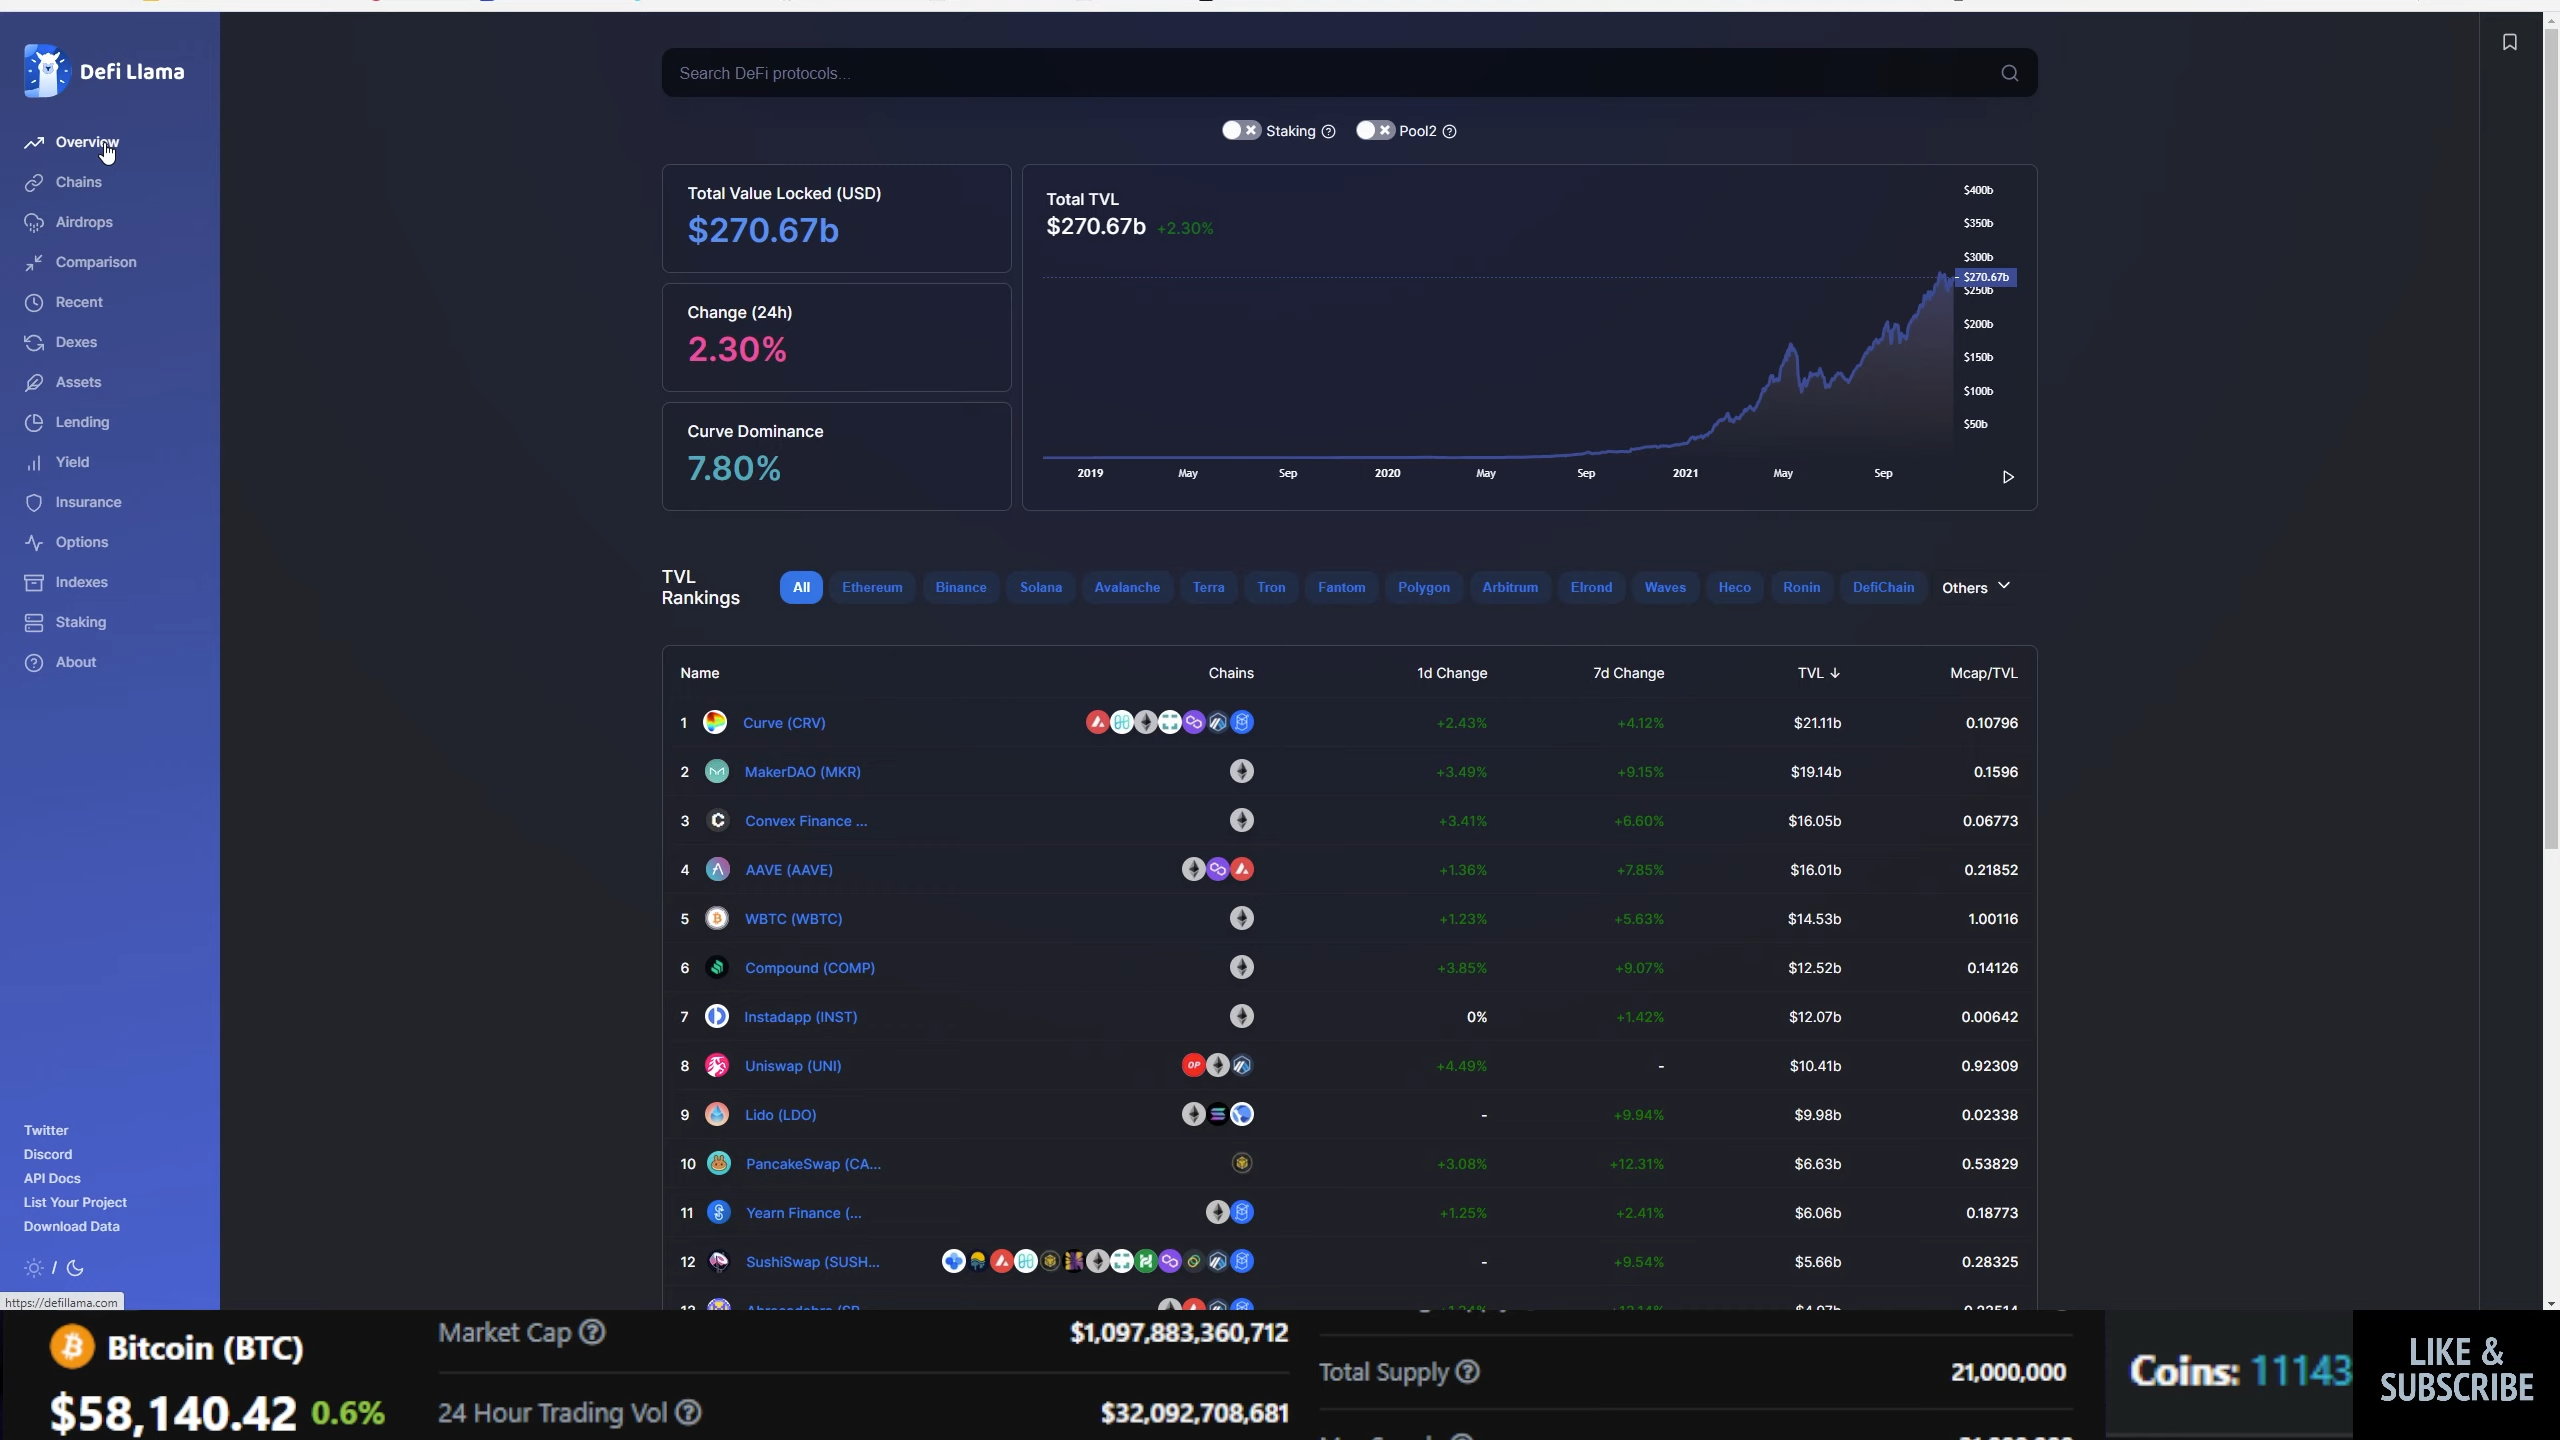 Defi Llama
Overview
Chains
Airdrops
Comparison
Recent
Dexes
Assets
Lending
Yield
Insurance
Options
Indexes
Staking
About
Twitter
Discord
API Docs
List Your Project
Download Data
/
https://defillama.com
Search DeFi protocols...
Staking
Pool2
Total Value Locked (USD)
$270.67b
Change (24h)
2.30%
Curve Dominance
7.80%
Total TVL
$270.67b +2.30%
$400b
$350b
$300b
$270.67b
$250b
$200b
$150b
$100b
$50b
2019 May Sep 2020 May Sep 2021 May Sep
TVL
Rankings
All Ethereum Binance Solana Avalanche Terra Tron Fantom Polygon Arbitrum Elrond Waves Heco Ronin DefiChain Others
Name Chains 1d Change 7d Change TVL ↓ Mcap/TVL
1 Curve (CRV) +2.43% +4.12% $21.11b 0.10796
2 MakerDAO (MKR) +3.49% +9.15% $19.14b 0.1596
3 Convex Finance ... +3.41% +6.60% $16.05b 0.06773
4 AAVE (AAVE) +1.36% +7.85% $16.01b 0.21852
5 WBTC (WBTC) +1.23% +5.63% $14.53b 1.00116
6 Compound (COMP) +3.85% +9.07% $12.52b 0.14126
7 Instadapp (INST) 0% +1.42% $12.07b 0.00642
8 Uniswap (UNI) OP +4.49% - $10.41b 0.92309
9 Lido (LDO) - +9.94% $9.98b 0.02338
10 PancakeSwap (CA... +3.08% +12.31% $6.63b 0.53829
11 Yearn Finance (... +1.25% +2.41% $6.06b 0.18773
12 SushiSwap (SUSH... - +9.54% $5.66b 0.28325
Bitcoin (BTC)
$58,140.42 0.6%
Market Cap $1,097,883,360,712
24 Hour Trading Vol $32,092,708,681
Total Supply 21,000,000
Coins: 11143
LIKE &
SUBSCRIBE